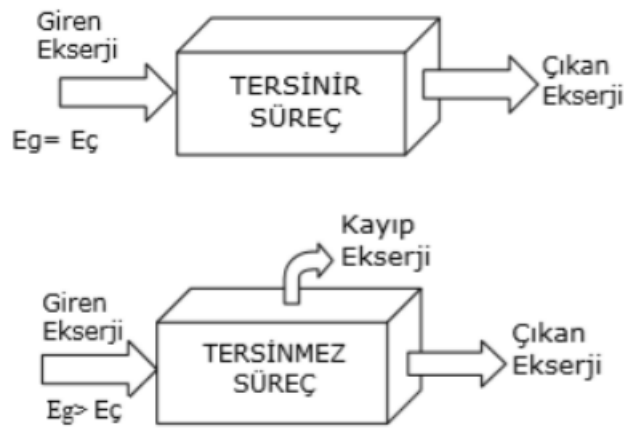 Giren
Ekserji
TERSİNİR
SÜREÇ
Çıkan
Ekserji
Eg= Eç
Kayıp
Ekserji
Giren
Ekserji
TERSİNMEZ
SÜREÇ
Çıkan
Ekserji
Eg> Eç